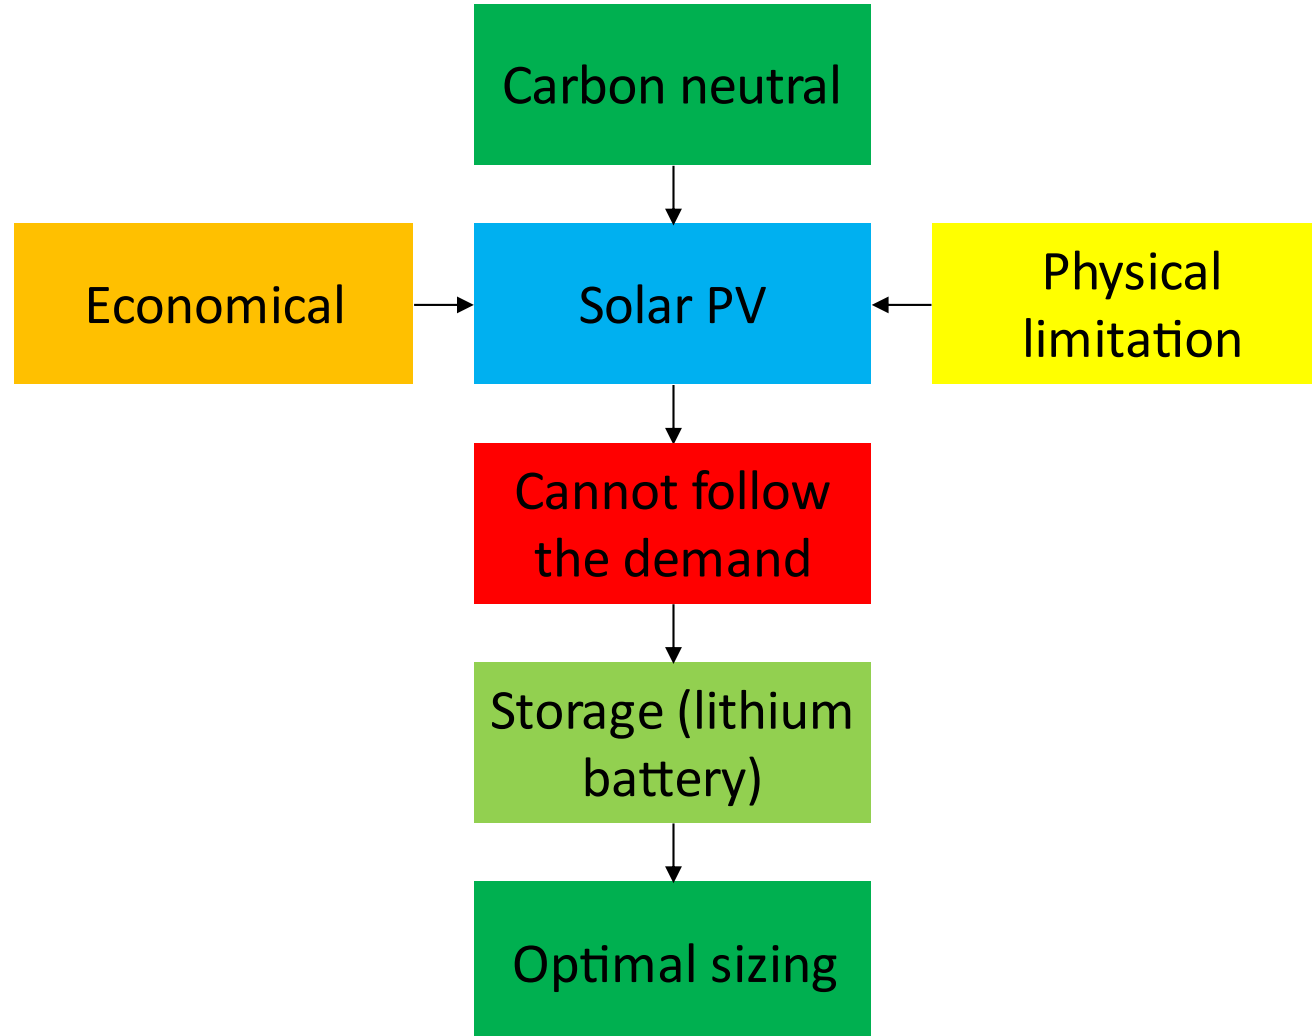 Carbon neutral
Economical
Solar PV
Physical
limitation
Cannot follow
the demand
Storage (lithium
battery)
Optimal sizing